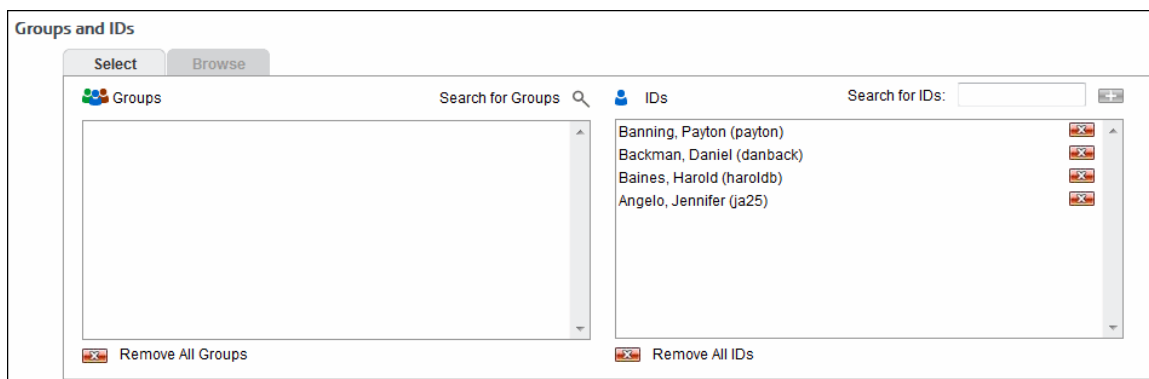 Groups and IDs
Select Browse
Groups Search for Groups IDs Search for IDs:
Banning, Payton (payton)
Backman, Daniel (danback)
Baines, Harold (haroldb)
Angelo, Jennifer (ja25)
Remove All Groups Remove All IDs